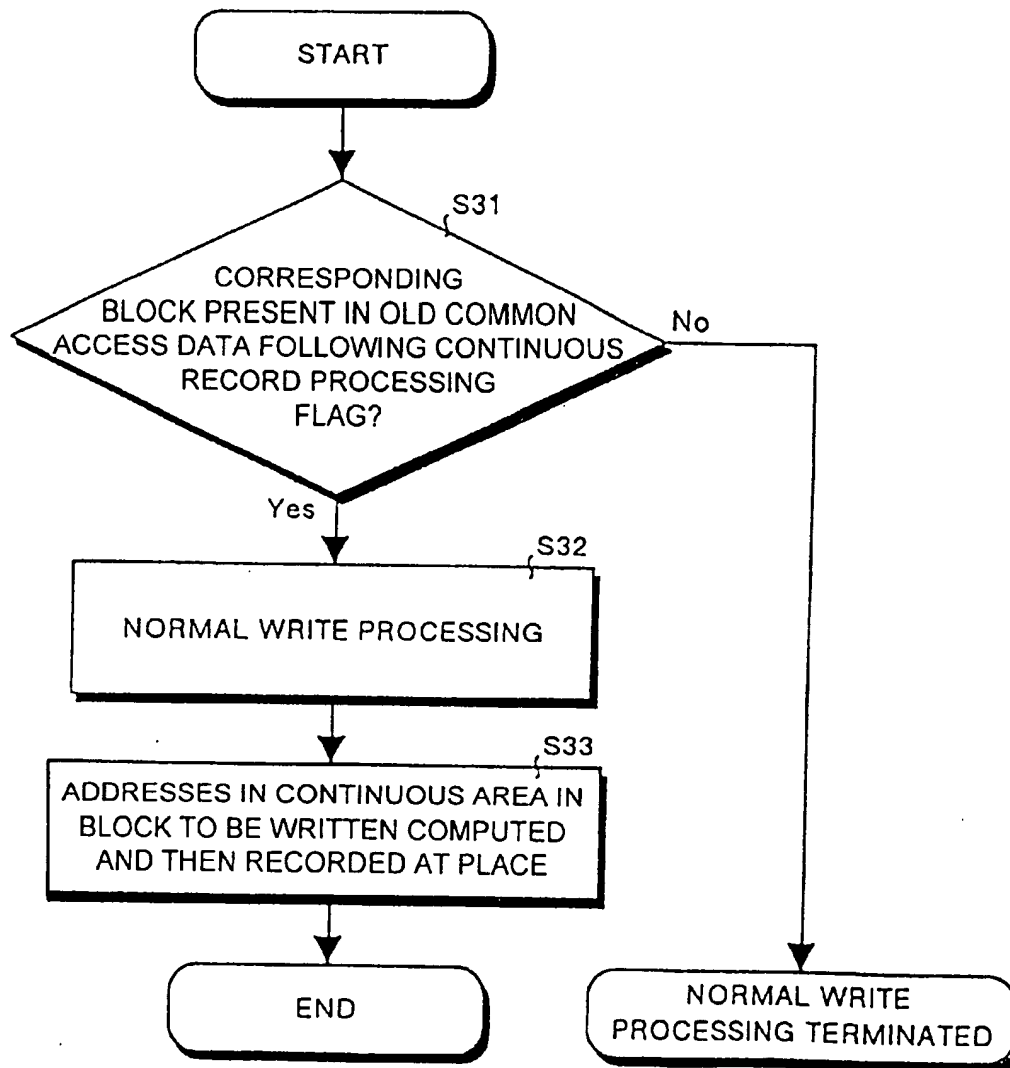 START
S31
CORRESPONDING
BLOCK PRESENT IN OLD COMMON
ACCESS DATA FOLLOWING CONTINUOUS
RECORD PROCESSING
FLAG?
No
Yes
S32
NORMAL WRITE PROCESSING
S33
ADDRESSES IN CONTINUOUS AREA IN
BLOCK TO BE WRITTEN COMPUTED
AND THEN RECORDED AT PLACE
END
NORMAL WRITE
PROCESSING TERMINATED